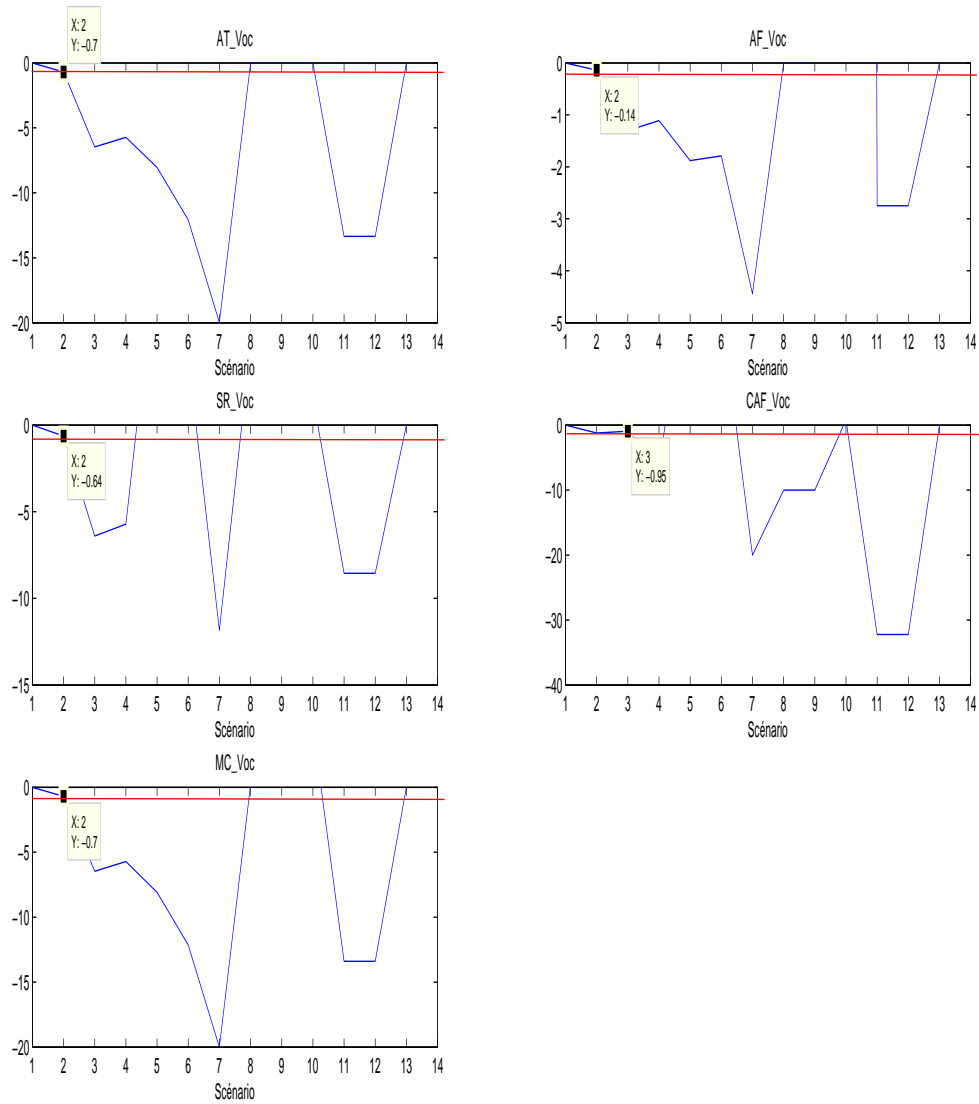 X: 2
Y: −0.7
AT_Voc
0
−5
−10
−15
−20
1 2 3 4 5 6 7 8 9 10 11 12 13 14
Scénario
AF_Voc
X: 2
Y: −0.14
0
−1
−2
−3
−4
−5
1 2 3 4 5 6 7 8 9 10 11 12 13 14
Scénario
SR_Voc
X: 2
Y: −0.64
0
−5
−10
−15
1 2 3 4 5 6 7 8 9 10 11 12 13 14
Scénario
CAF_Voc
X: 3
Y: −0.95
0
−10
−20
−30
−40
1 2 3 4 5 6 7 8 9 10 11 12 13 14
Scénario
MC_Voc
X: 2
Y: −0.7
0
−5
−10
−15
−20
1 2 3 4 5 6 7 8 9 10 11 12 13 14
Scénario